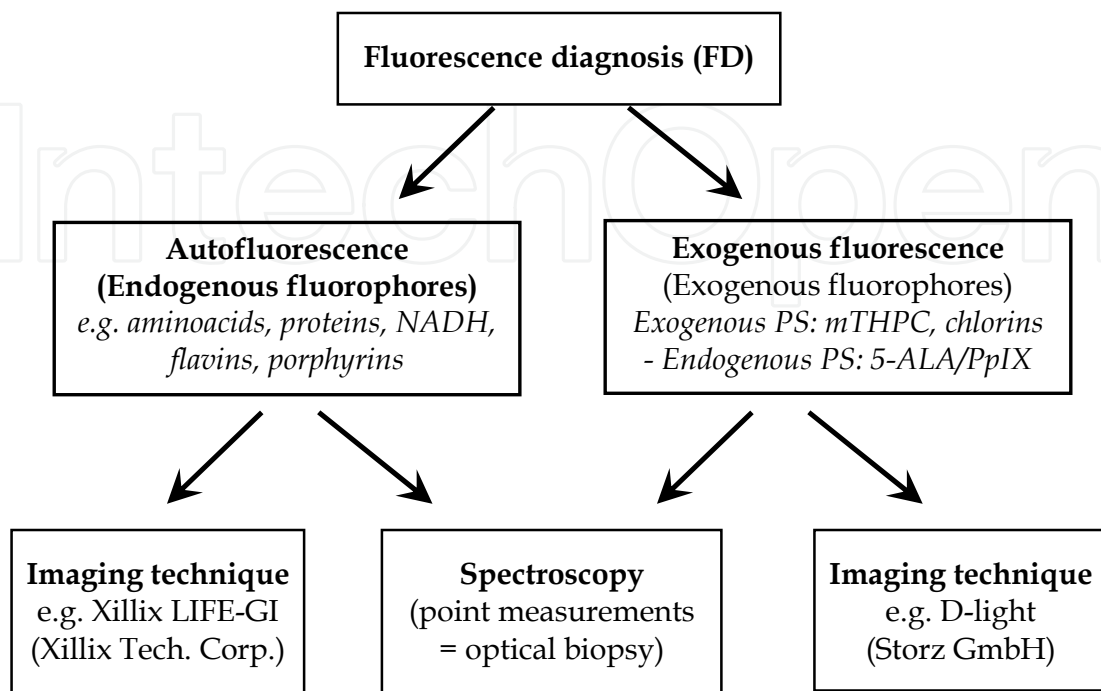 Fluorescence diagnosis (FD)
IntechOpen
Autofluorescence
(Endogenous fluorophores)
e.g. aminoacids, proteins, NADH,
flavins, porphyrins
Exogenous fluorescence
(Exogenous fluorophores)
Exogenous PS: mTHPC, chlorins
- Endogenous PS: 5-ALA/PpIX
Imaging technique
e.g. Xillix LIFE-GI
(Xillix Tech. Corp.)
Spectroscopy
(point measurements
= optical biopsy)
Imaging technique
e.g. D-light
(Storz GmbH)